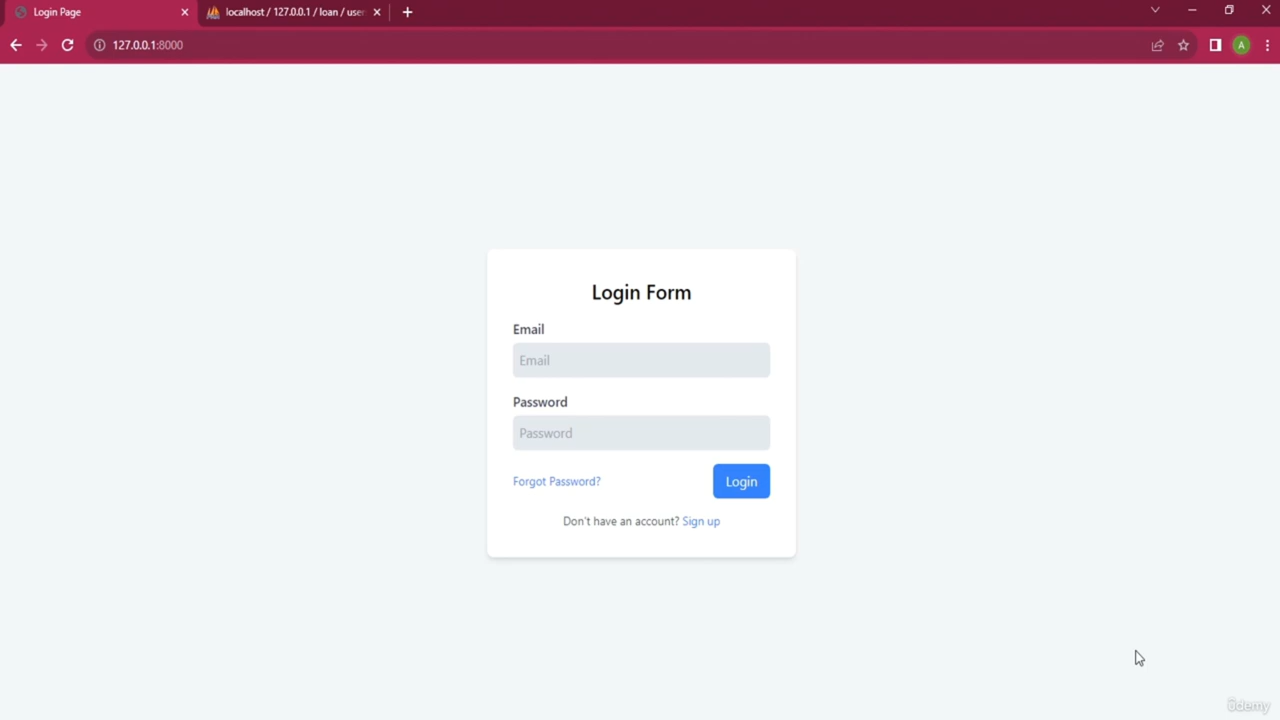 Login Page
localhost / 127.0.0.1 / loan / use
127.0.0.1:8000
A
Login Form
Email
Email
Password
Password
Forgot Password?
Login
Don't have an account? Sign up
ûdemy